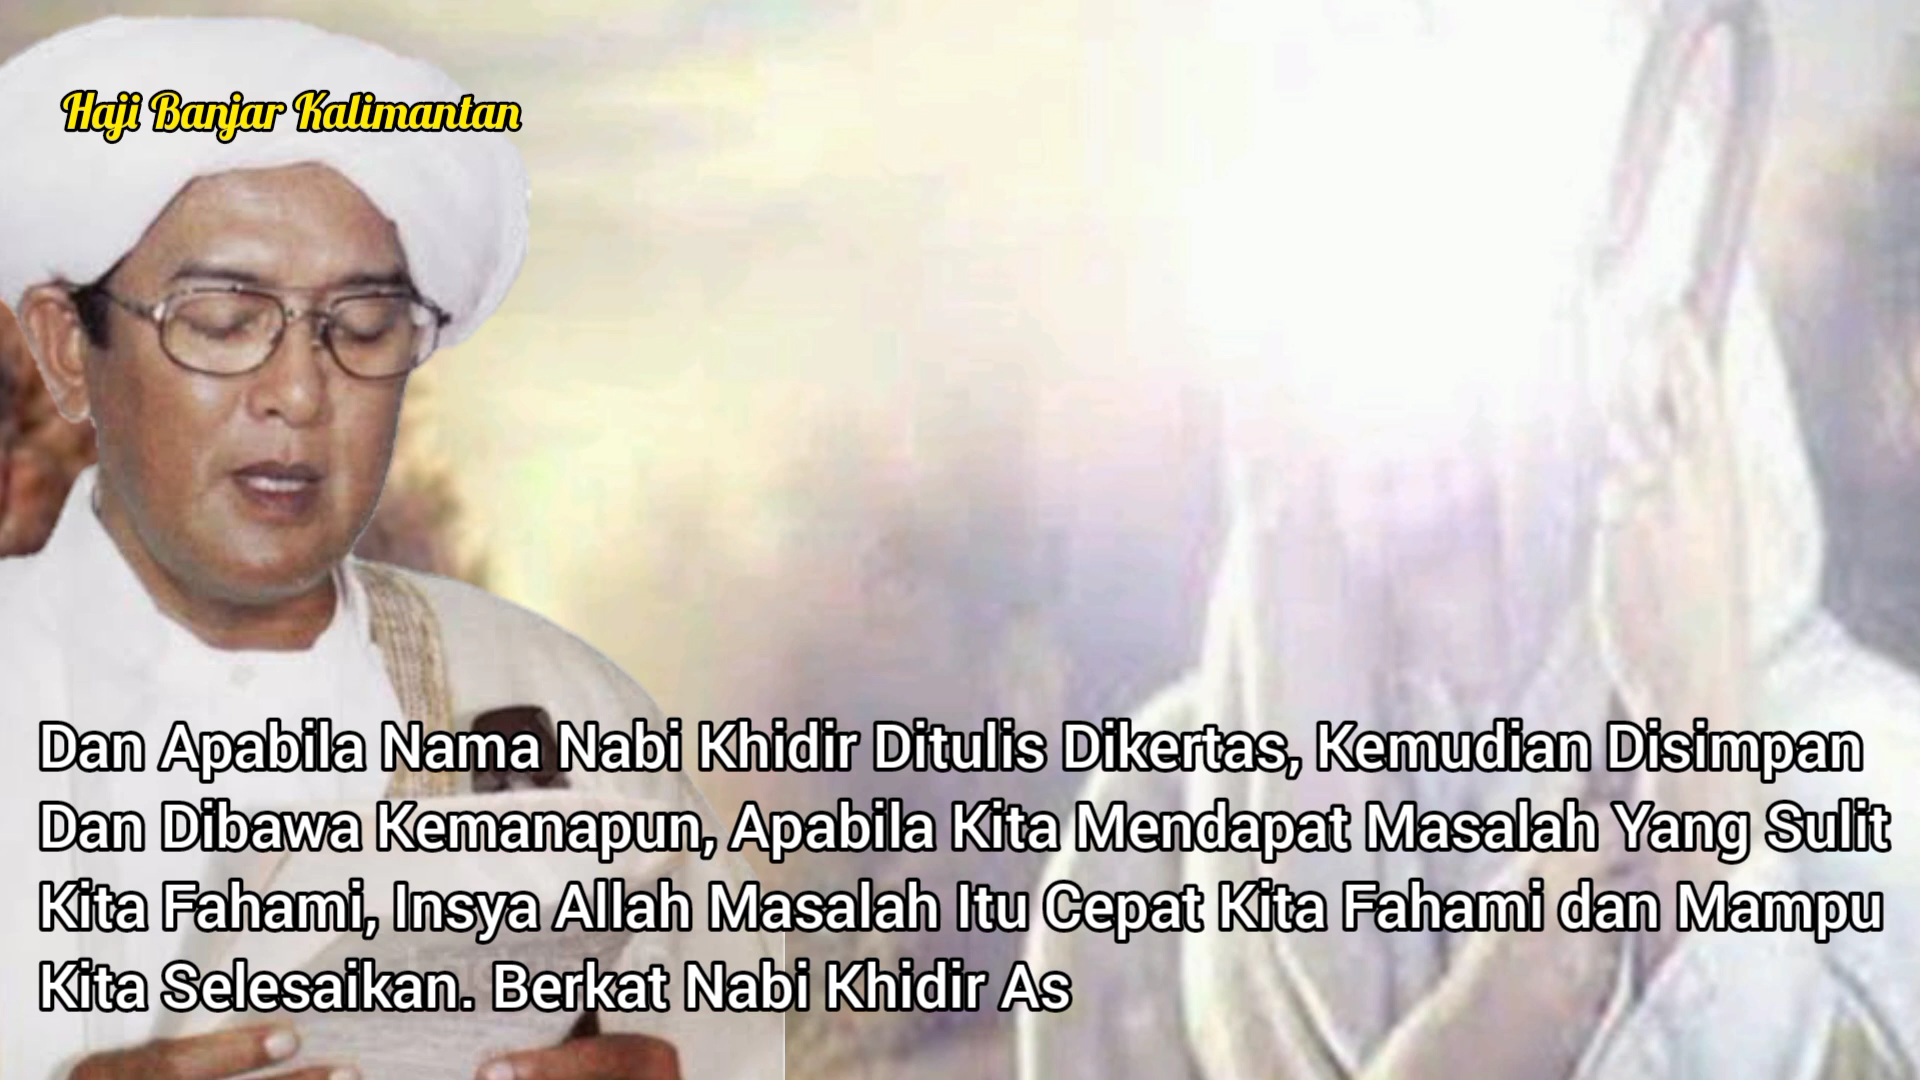 Haji Banjar Kalimantan
Dan Apabila Nama Nabi Khidir Ditulis Dikertas, Kemudian Disimpan
Dan Dibawa Kemanapun, Apabila Kita Mendapat Masalah Yang Sulit
Kita Fahami, Insya Allah Masalah Itu Cepat Kita Fahami dan Mampu
Kita Selesaikan. Berkat Nabi Khidir As